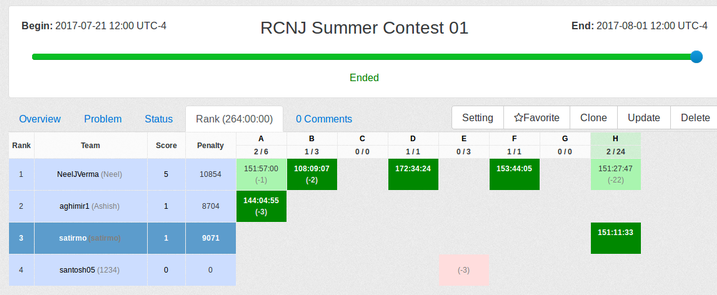 RCNJ Summer Contest 01
Begin: 2017-07-21 12:00 UTC-4
End: 2017-08-01 12:00 UTC-4
Ended
Overview Problem Status Rank (264:00:00) 0 Comments Setting ☆Favorite Clone Update Delete
Rank Team Score Penalty A B C D E F G H
2 / 6 1 / 3 0 / 0 1 / 1 0 / 3 1 / 1 0 / 0 2 / 24
1 NeelJVerma (Neel) 5 10854 151:57:00 108:09:07 172:34:24 153:44:05 151:27:47
(-1) (-2) (-22)
2 aghimir1 (Ashish) 1 8704 144:04:55
(-3)
3 satirmo 1 9071 151:11:33
4 santosh05 (1234) 0 0 (-3)